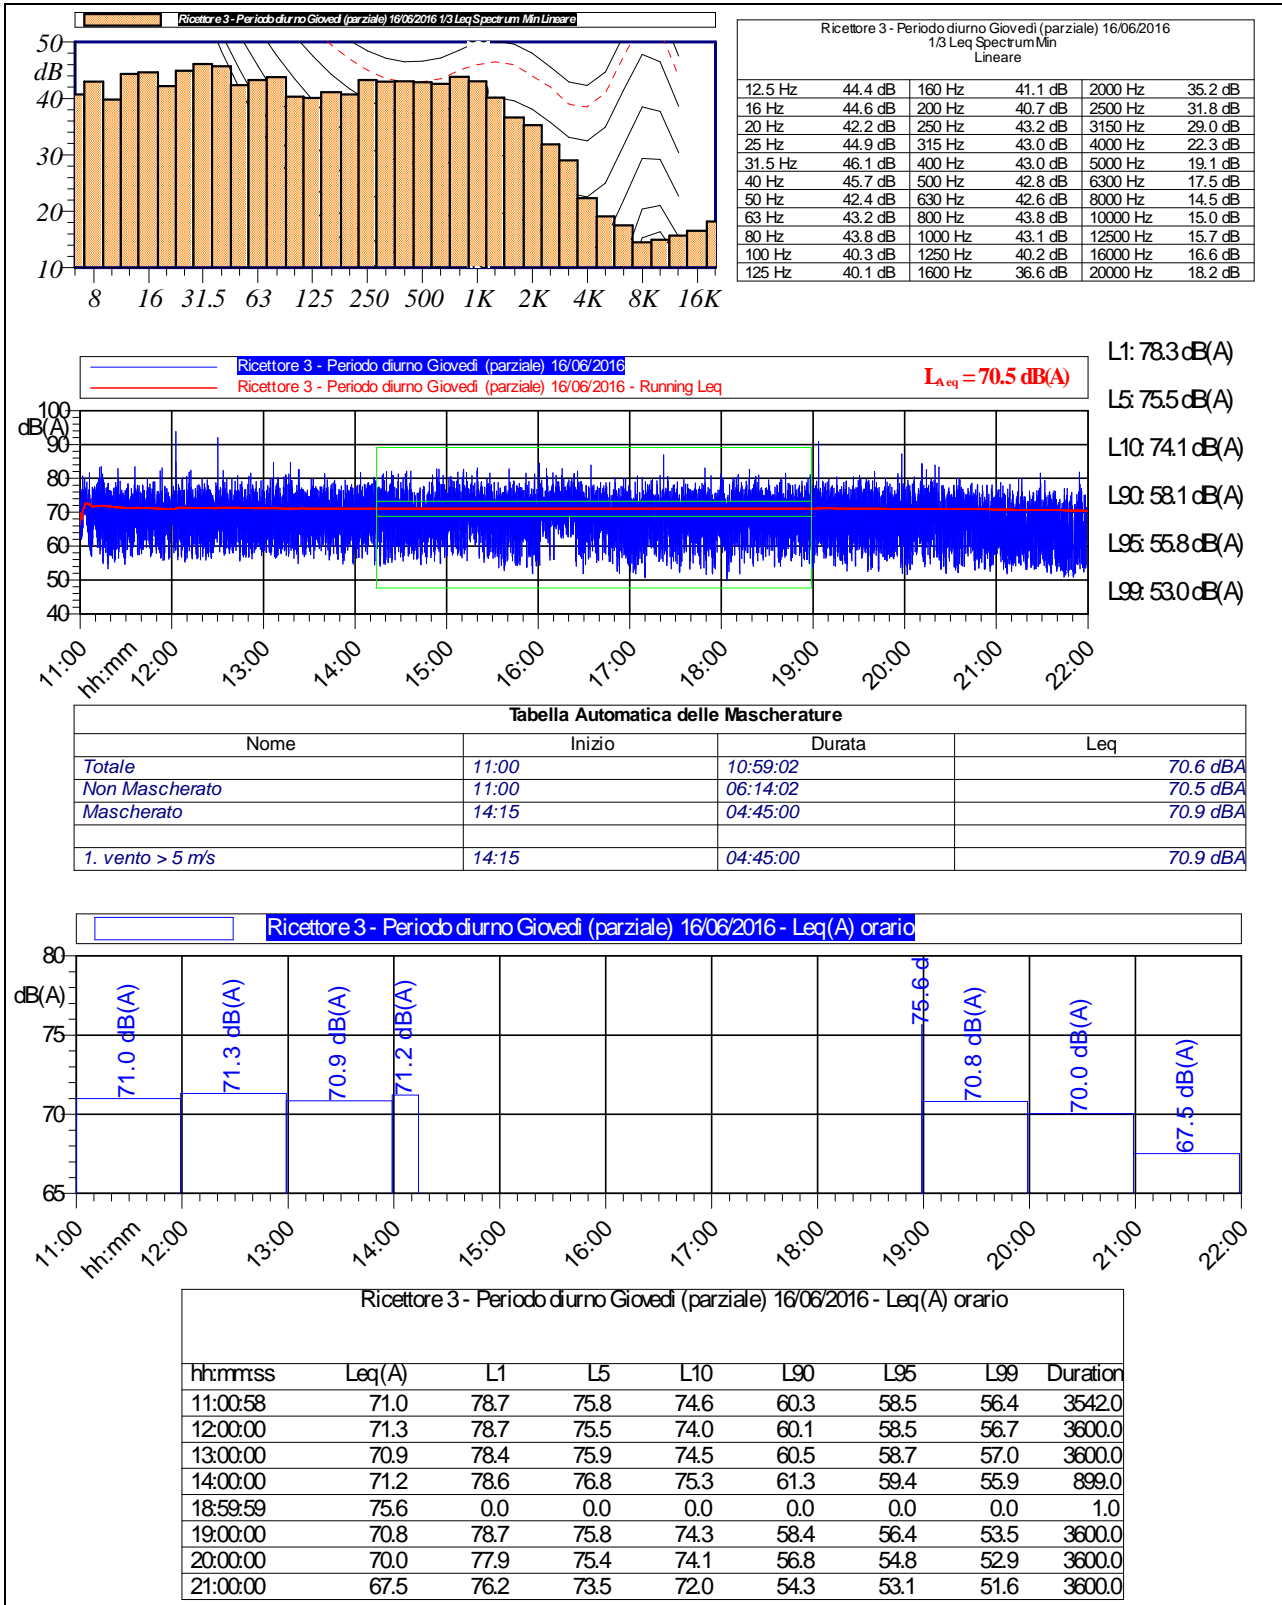 Ricettore 3 - Periodo diurno Giovedì (parziale) 16/06/2016 1/3 Leq Spectrum Min Lineare
50
dB
40
30
20
10
8 16 31.5 63 125 250 500 1K 2K 4K 8K 16K
Ricettore 3 - Periodo diurno Giovedì (parziale) 16/06/2016
1/3 Leq Spectrum Min
Lineare
12.5 Hz 44.4 dB 160 Hz 41.1 dB 2000 Hz 35.2 dB
16 Hz 44.6 dB 200 Hz 40.7 dB 2500 Hz 31.8 dB
20 Hz 42.2 dB 250 Hz 43.2 dB 3150 Hz 29.0 dB
25 Hz 44.9 dB 315 Hz 43.0 dB 4000 Hz 22.3 dB
31.5 Hz 46.1 dB 400 Hz 43.0 dB 5000 Hz 19.1 dB
40 Hz 45.7 dB 500 Hz 42.8 dB 6300 Hz 17.5 dB
50 Hz 42.4 dB 630 Hz 42.6 dB 8000 Hz 14.5 dB
63 Hz 43.2 dB 800 Hz 43.8 dB 10000 Hz 15.0 dB
80 Hz 43.8 dB 1000 Hz 43.1 dB 12500 Hz 15.7 dB
100 Hz 40.3 dB 1250 Hz 40.2 dB 16000 Hz 16.6 dB
125 Hz 40.1 dB 1600 Hz 36.6 dB 20000 Hz 18.2 dB
Ricettore 3 - Periodo diurno Giovedì (parziale) 16/06/2016
Ricettore 3 - Periodo diurno Giovedì (parziale) 16/06/2016 - Running Leq
LAeq = 70.5 dB(A)
100
dB(A)
90
80
70
60
50
40
11:00 hh:mm 12:00 13:00 14:00 15:00 16:00 17:00 18:00 19:00 20:00 21:00 22:00
L1: 78.3 dB(A)
L5: 75.5 dB(A)
L10: 74.1 dB(A)
L90: 58.1 dB(A)
L95: 55.8 dB(A)
L99: 53.0 dB(A)
Tabella Automatica delle Mascherature
Nome Inizio Durata Leq
Totale 11:00 10:59:02 70.6 dBA
Non Mascherato 11:00 06:14:02 70.5 dBA
Mascherato 14:15 04:45:00 70.9 dBA
1. vento > 5 m/s 14:15 04:45:00 70.9 dBA
Ricettore 3 - Periodo diurno Giovedì (parziale) 16/06/2016 - Leq(A) orario
80
dB(A)
75
70
65
71.0 dB(A)
71.3 dB(A)
70.9 dB(A)
71.2 dB(A)
75.6 d
70.8 dB(A)
70.0 dB(A)
67.5 dB(A)
11:00 hh:mm 12:00 13:00 14:00 15:00 16:00 17:00 18:00 19:00 20:00 21:00 22:00
Ricettore 3 - Periodo diurno Giovedì (parziale) 16/06/2016 - Leq(A) orario
hh:mm:ss Leq(A) L1 L5 L10 L90 L95 L99 Duration
11:00:58 71.0 78.7 75.8 74.6 60.3 58.5 56.4 3542.0
12:00:00 71.3 78.7 75.5 74.0 60.1 58.5 56.7 3600.0
13:00:00 70.9 78.4 75.9 74.5 60.5 58.7 57.0 3600.0
14:00:00 71.2 78.6 76.8 75.3 61.3 59.4 55.9 899.0
18:59:59 75.6 0.0 0.0 0.0 0.0 0.0 0.0 1.0
19:00:00 70.8 78.7 75.8 74.3 58.4 56.4 53.5 3600.0
20:00:00 70.0 77.9 75.4 74.1 56.8 54.8 52.9 3600.0
21:00:00 67.5 76.2 73.5 72.0 54.3 53.1 51.6 3600.0